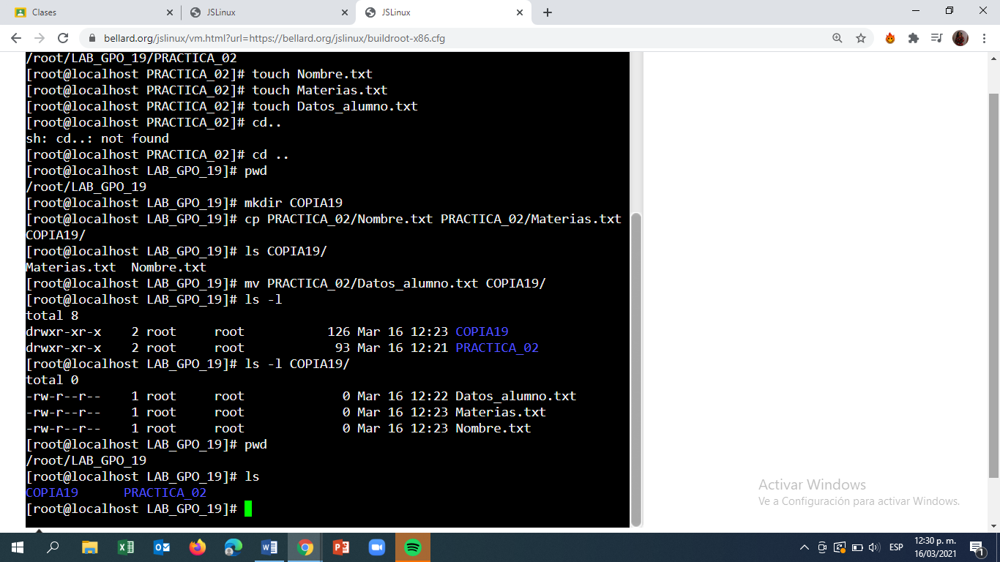 Clases
JSLinux
JSLinux
bellard.org/jslinux/vm.html?url=https://bellard.org/jslinux/buildroot-x86.cfg
/root/LAB_GPO_19/PRACTICA_02
[root@localhost PRACTICA_02]# touch Nombre.txt
[root@localhost PRACTICA_02]# touch Materias.txt
[root@localhost PRACTICA_02]# touch Datos_alumno.txt
[root@localhost PRACTICA_02]# cd..
sh: cd..: not found
[root@localhost PRACTICA_02]# cd ..
[root@localhost LAB_GPO_19]# pwd
/root/LAB_GPO_19
[root@localhost LAB_GPO_19]# mkdir COPIA19
[root@localhost LAB_GPO_19]# cp PRACTICA_02/Nombre.txt PRACTICA_02/Materias.txt
COPIA19/
[root@localhost LAB_GPO_19]# ls COPIA19/
Materias.txt  Nombre.txt
[root@localhost LAB_GPO_19]# mv PRACTICA_02/Datos_alumno.txt COPIA19/
[root@localhost LAB_GPO_19]# ls -l
total 8
drwxr-xr-x    2 root     root           126 Mar 16 12:23 COPIA19
drwxr-xr-x    2 root     root            93 Mar 16 12:21 PRACTICA_02
[root@localhost LAB_GPO_19]# ls -l COPIA19/
total 0
-rw-r--r--    1 root     root             0 Mar 16 12:22 Datos_alumno.txt
-rw-r--r--    1 root     root             0 Mar 16 12:23 Materias.txt
-rw-r--r--    1 root     root             0 Mar 16 12:23 Nombre.txt
[root@localhost LAB_GPO_19]# pwd
/root/LAB_GPO_19
[root@localhost LAB_GPO_19]# ls
COPIA19      PRACTICA_02
[root@localhost LAB_GPO_19]#
Activar Windows
Ve a Configuración para activar Windows.
ESP
12:30 p. m.
16/03/2021
1